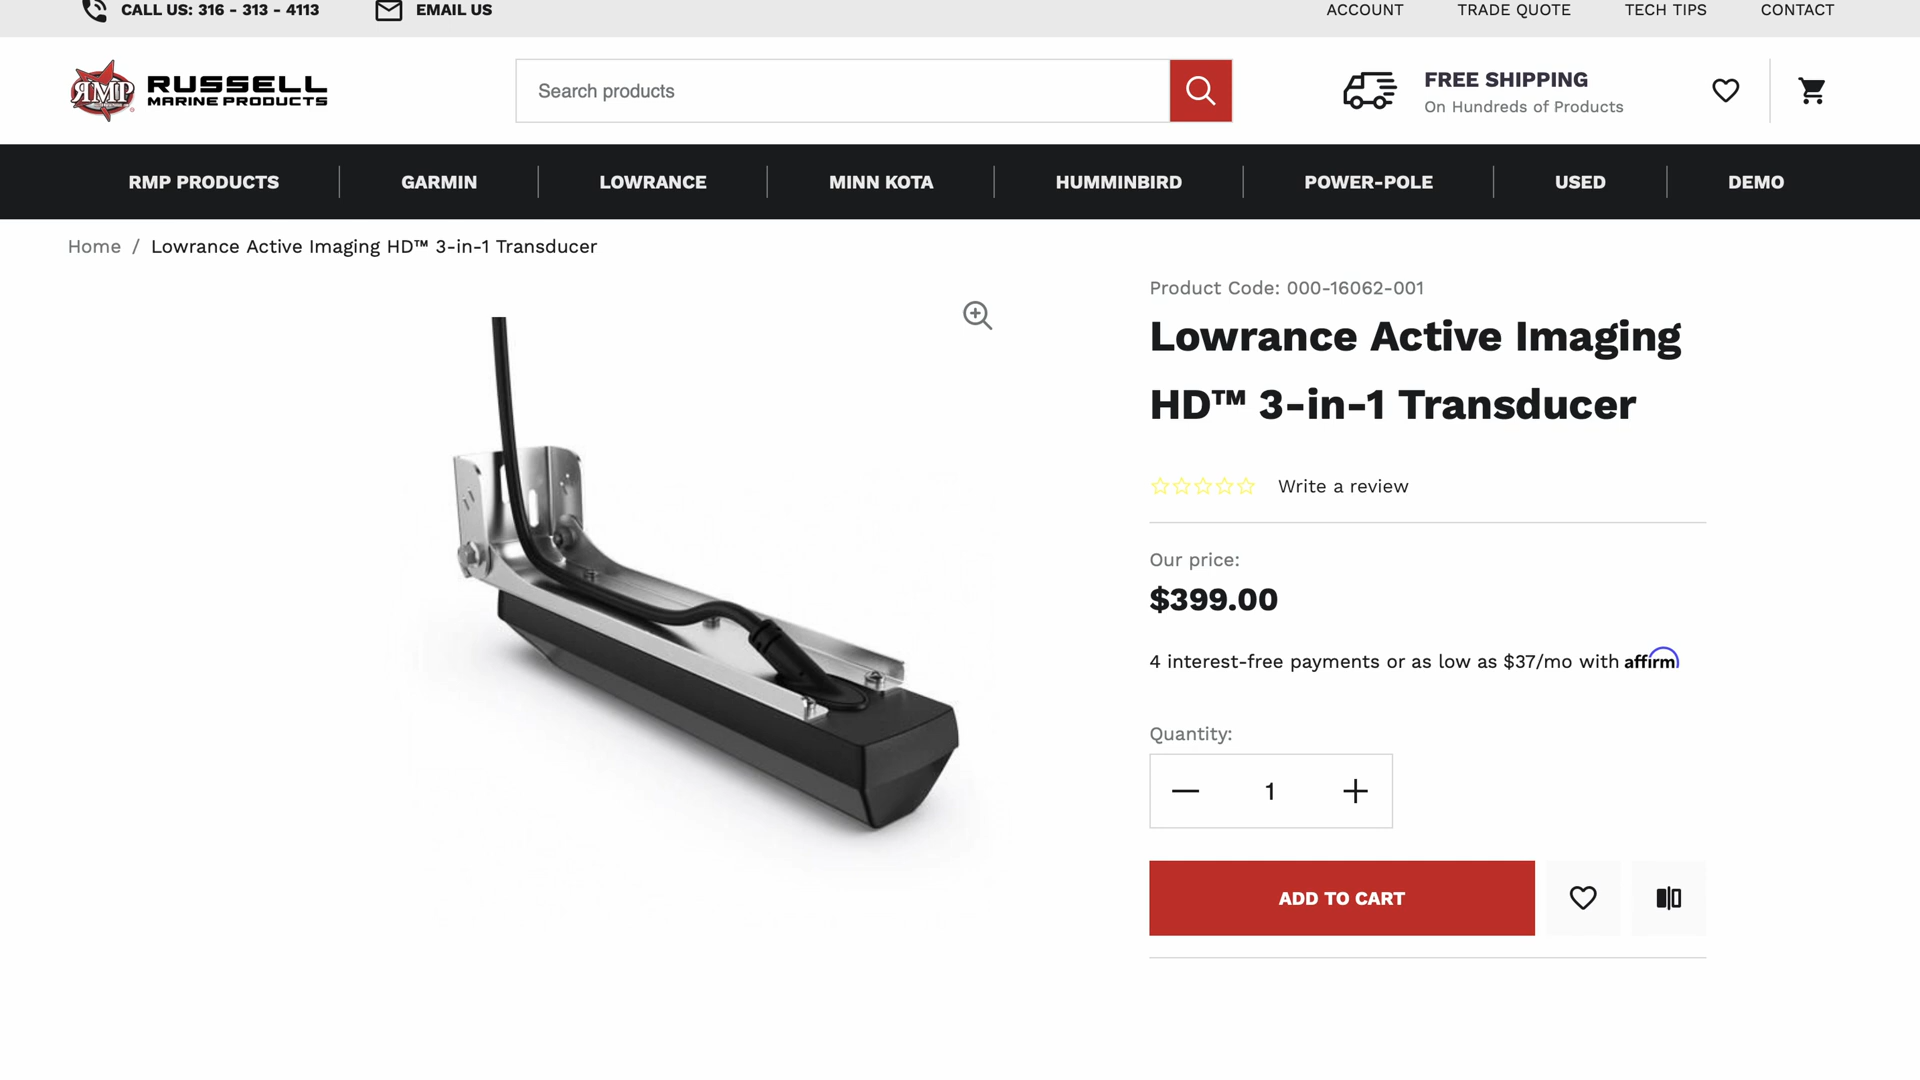 CALL US: 316 - 313 - 4113
EMAIL US
ACCOUNT
TRADE QUOTE
TECH TIPS
CONTACT
RMP
RUSSELL
MARINE PRODUCTS
Search products
FREE SHIPPING
On Hundreds of Products
RMP PRODUCTS
GARMIN
LOWRANCE
MINN KOTA
HUMMINBIRD
POWER-POLE
USED
DEMO
Home / Lowrance Active Imaging HD™ 3-in-1 Transducer
Product Code: 000-16062-001
Lowrance Active Imaging
HD™ 3-in-1 Transducer
Write a review
Our price:
$399.00
4 interest-free payments or as low as $37/mo with affirm
Quantity:
1
ADD TO CART